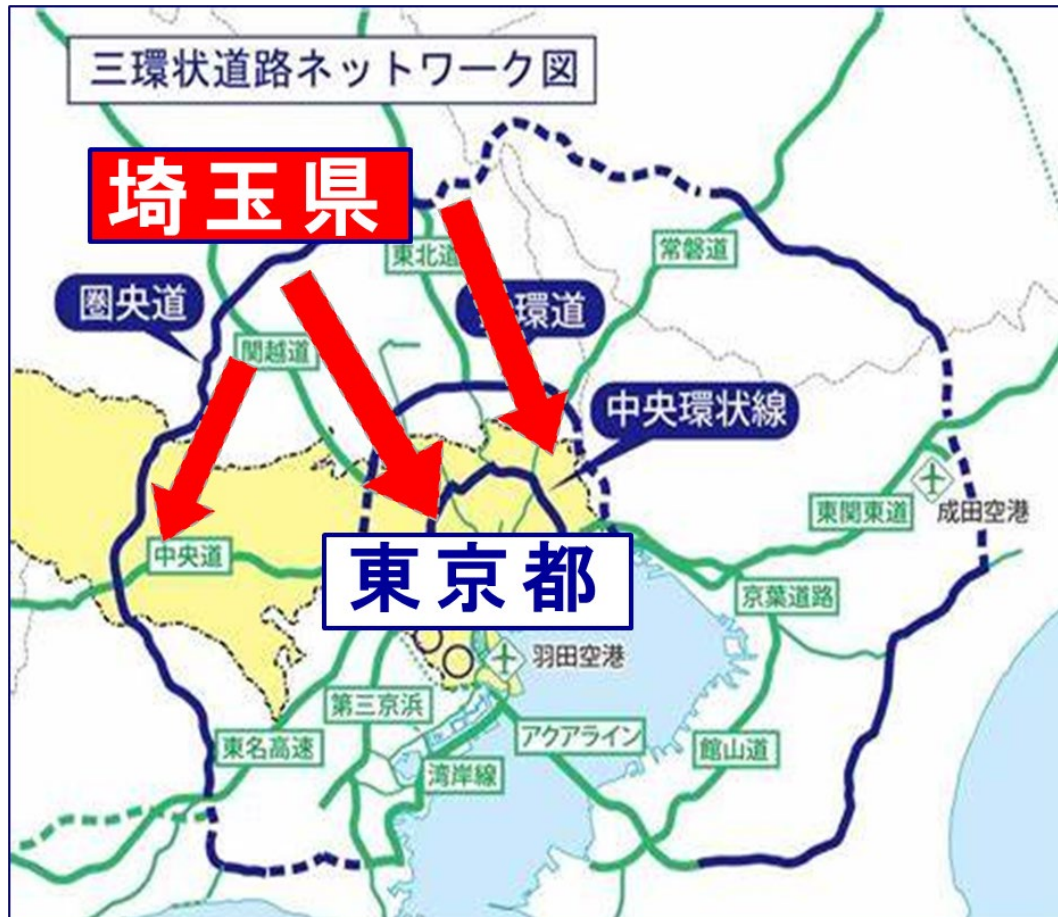 三環状道路ネットワーク図
埼玉県
東北道
常磐道
圏央道
環道
関越道
中央環状線
東関東道
成田空港
中央道
東京都
京葉道路
羽田空港
第三京浜
東名高速
アクアライン
館山道
湾岸線